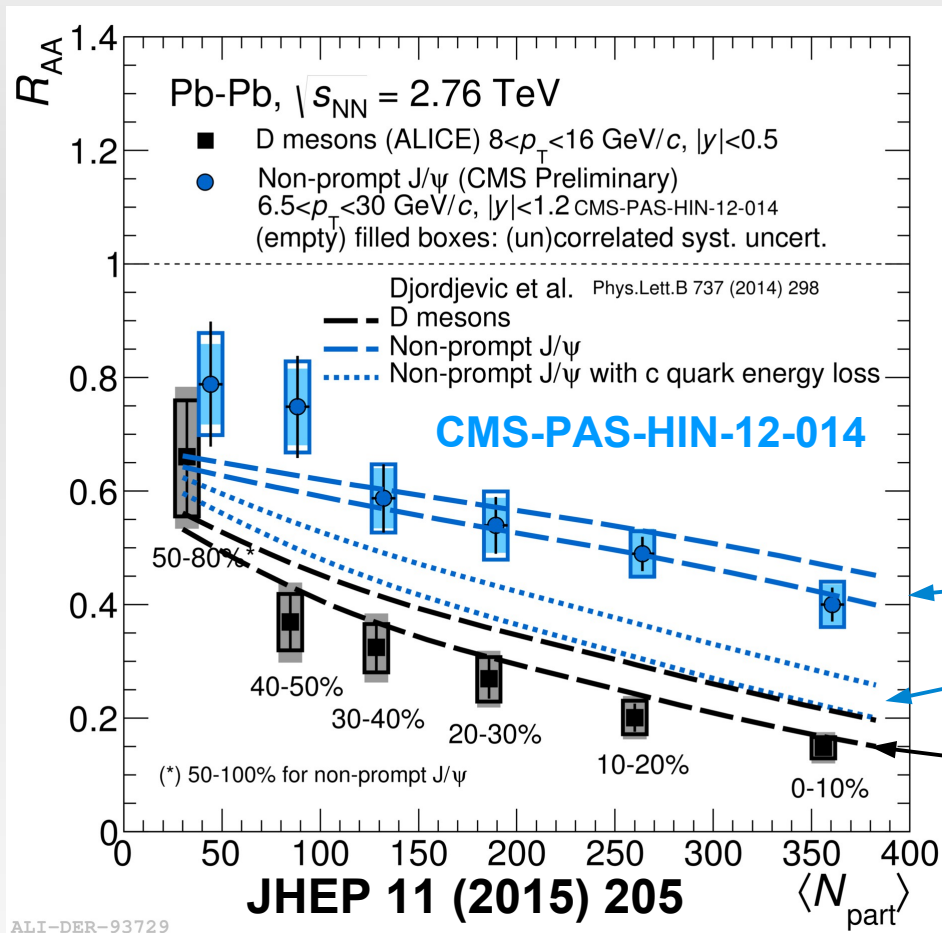 R_AA
1.4
1.2
1
0.8
0.6
0.4
0.2
0
Pb-Pb, √s_NN = 2.76 TeV
D mesons (ALICE) 8<p_T<16 GeV/c, |y|<0.5
Non-prompt J/ψ (CMS Preliminary)
6.5<p_T<30 GeV/c, |y|<1.2 CMS-PAS-HIN-12-014
(empty) filled boxes: (un)correlated syst. uncert.
Djordjevic et al. Phys.Lett.B 737 (2014) 298
D mesons
Non-prompt J/ψ
Non-prompt J/ψ with c quark energy loss
CMS-PAS-HIN-12-014
50-80%*
40-50%
30-40%
20-30%
10-20%
0-10%
(*) 50-100% for non-prompt J/ψ
0 50 100 150 200 250 300 350 400
JHEP 11 (2015) 205
⟨N_part⟩
ALI-DER-93729